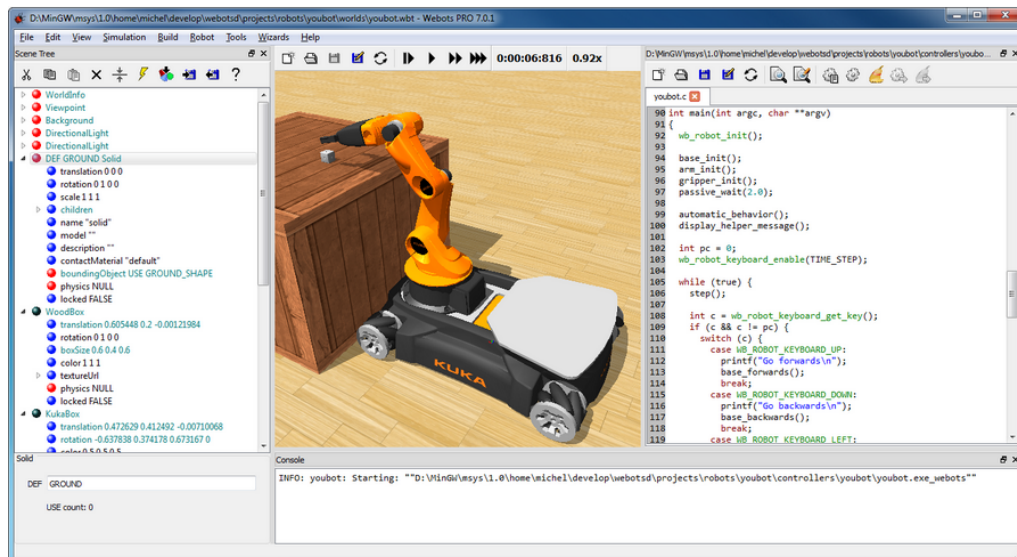 D:\MinGW\msys\1.0\home\michel\develop\webotsd\projects\robots\youbot\worlds\youbot.wbt - Webots PRO 7.0.1
File Edit View Simulation Build Robot Tools Wizards Help
Scene Tree
WorldInfo
Viewpoint
Background
DirectionalLight
DirectionalLight
DEF GROUND Solid
translation 0 0 0
rotation 0 1 0 0
scale 1 1 1
children
name "solid"
model ""
description ""
contactMaterial "default"
boundingObject USE GROUND_SHAPE
physics NULL
locked FALSE
WoodBox
translation 0.605448 0.2 -0.00121984
rotation 0 1 0 0
boxSize 0.6 0.4 0.6
color 1 1 1
textureUrl
physics NULL
locked FALSE
KukaBox
translation 0.472629 0.412492 -0.00710068
rotation -0.637838 0.374178 0.673167 0
color 0.5 0.5 0.5
Solid
DEF GROUND
USE count: 0
0:00:06:816 0.92x
KUKA
D:\MinGW\msys\1.0\home\michel\develop\webotsd\projects\robots\youbot\controllers\youbo...
youbot.c
90 int main(int argc, char **argv)
91 {
92 wb_robot_init();
93
94 base_init();
95 arm_init();
96 gripper_init();
97 passive_wait(2.0);
98
99 automatic_behavior();
100 display_helper_message();
101
102 int pc = 0;
103 wb_robot_keyboard_enable(TIME_STEP);
104
105 while (true) {
106 step();
107
108 int c = wb_robot_keyboard_get_key();
109 if (c && c != pc) {
110 switch (c) {
111 case WB_ROBOT_KEYBOARD_UP:
112 printf("Go forwards\n");
113 base_forwards();
114 break;
115 case WB_ROBOT_KEYBOARD_DOWN:
116 printf("Go backwards\n");
117 base_backwards();
118 break;
119 case WB_ROBOT_KEYBOARD_LEFT:
Console
INFO: youbot: Starting: ""D:\MinGW\msys\1.0\home\michel\develop\webotsd\projects\robots\youbot\controllers\youbot\youbot.exe_webots""